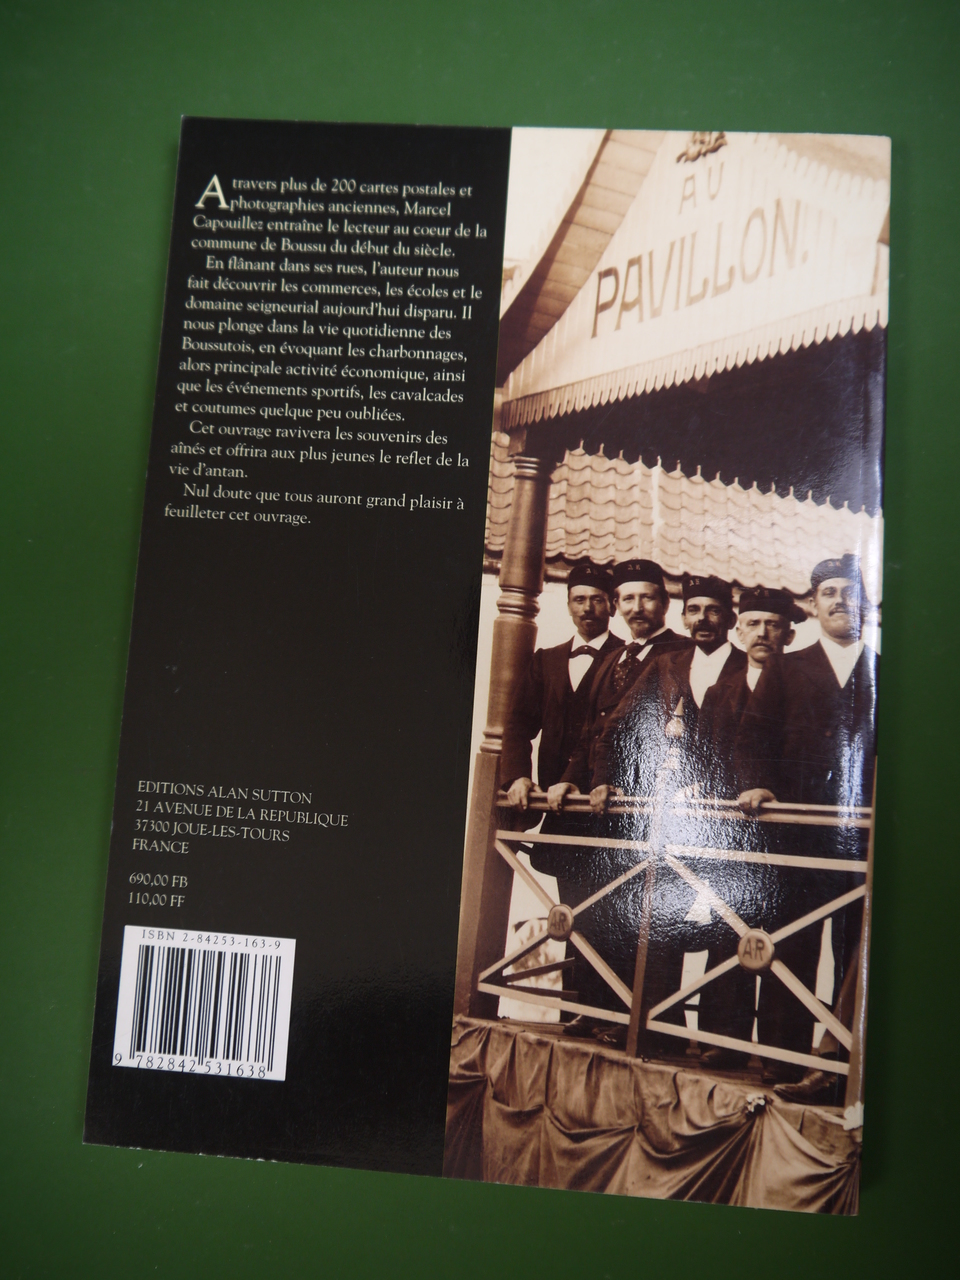 A travers plus de 200 cartes postales et
photographies anciennes, Marcel
Capouillez entraîne le lecteur au coeur de la
commune de Boussu du début du siècle.
En flânant dans ses rues, l'auteur nous
fait découvrir les commerces, les écoles et le
domaine seigneurial aujourd'hui disparu. Il
nous plonge dans la vie quotidienne des
Boussutois, en évoquant les charbonnages,
alors principale activité économique, ainsi
que les événements sportifs, les cavalcades
et coutumes quelque peu oubliées.
Cet ouvrage ravivera les souvenirs des
aînés et offrira aux plus jeunes le reflet de la
vie d'antan.
Nul doute que tous auront grand plaisir à
feuilleter cet ouvrage.
EDITIONS ALAN SUTTON
21 AVENUE DE LA REPUBLIQUE
37300 JOUE-LES-TOURS
FRANCE
690,00 FB
110,00 FF
ISBN 2-84253-163-9
9 782842 531638
AU
PAVILLON.
AR
AR